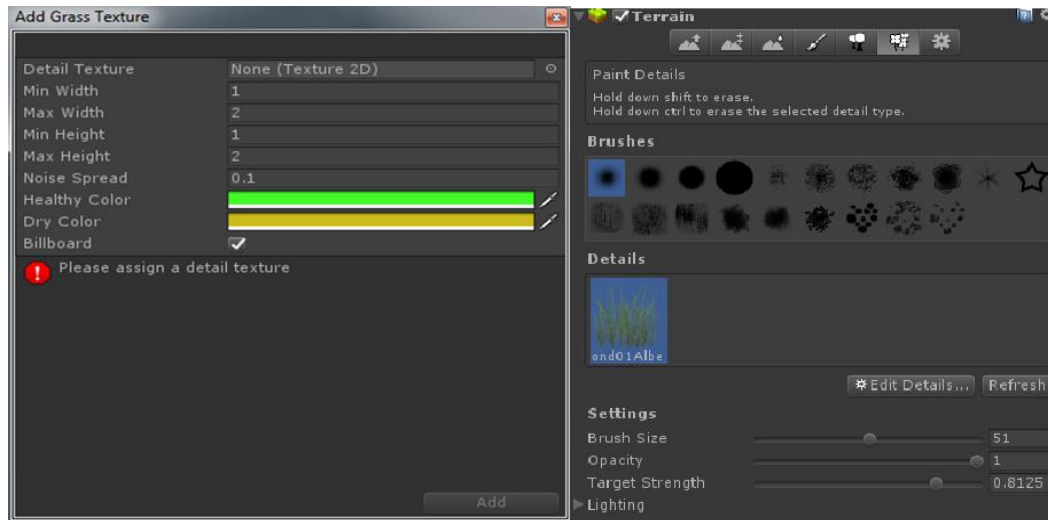 Add Grass Texture
Detail Texture None (Texture 2D)
Min Width 1
Max Width 2
Min Height 1
Max Height 2
Noise Spread 0.1
Healthy Color
Dry Color
Billboard
Please assign a detail texture
Add
Terrain
Paint Details
Hold down shift to erase.
Hold down ctrl to erase the selected detail type.
Brushes
Details
ond01Albe
Edit Details... Refresh
Settings
Brush Size 51
Opacity 1
Target Strength 0.8125
Lighting